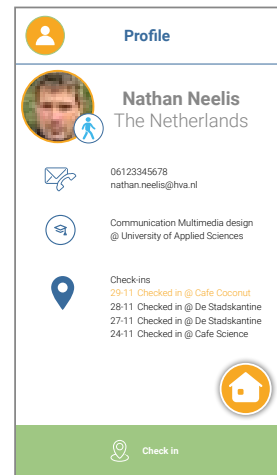 Profile
Nathan Neelis
The Netherlands
06123345678
nathan.neelis@hva.nl
Communication Multimedia design
@ University of Applied Sciences
Check-ins
29-11 Checked in @ Cafe Coconut
28-11 Checked in @ De Stadskantine
27-11 Checked in @ De Stadskantine
24-11 Checked in @ Cafe Science
Check in